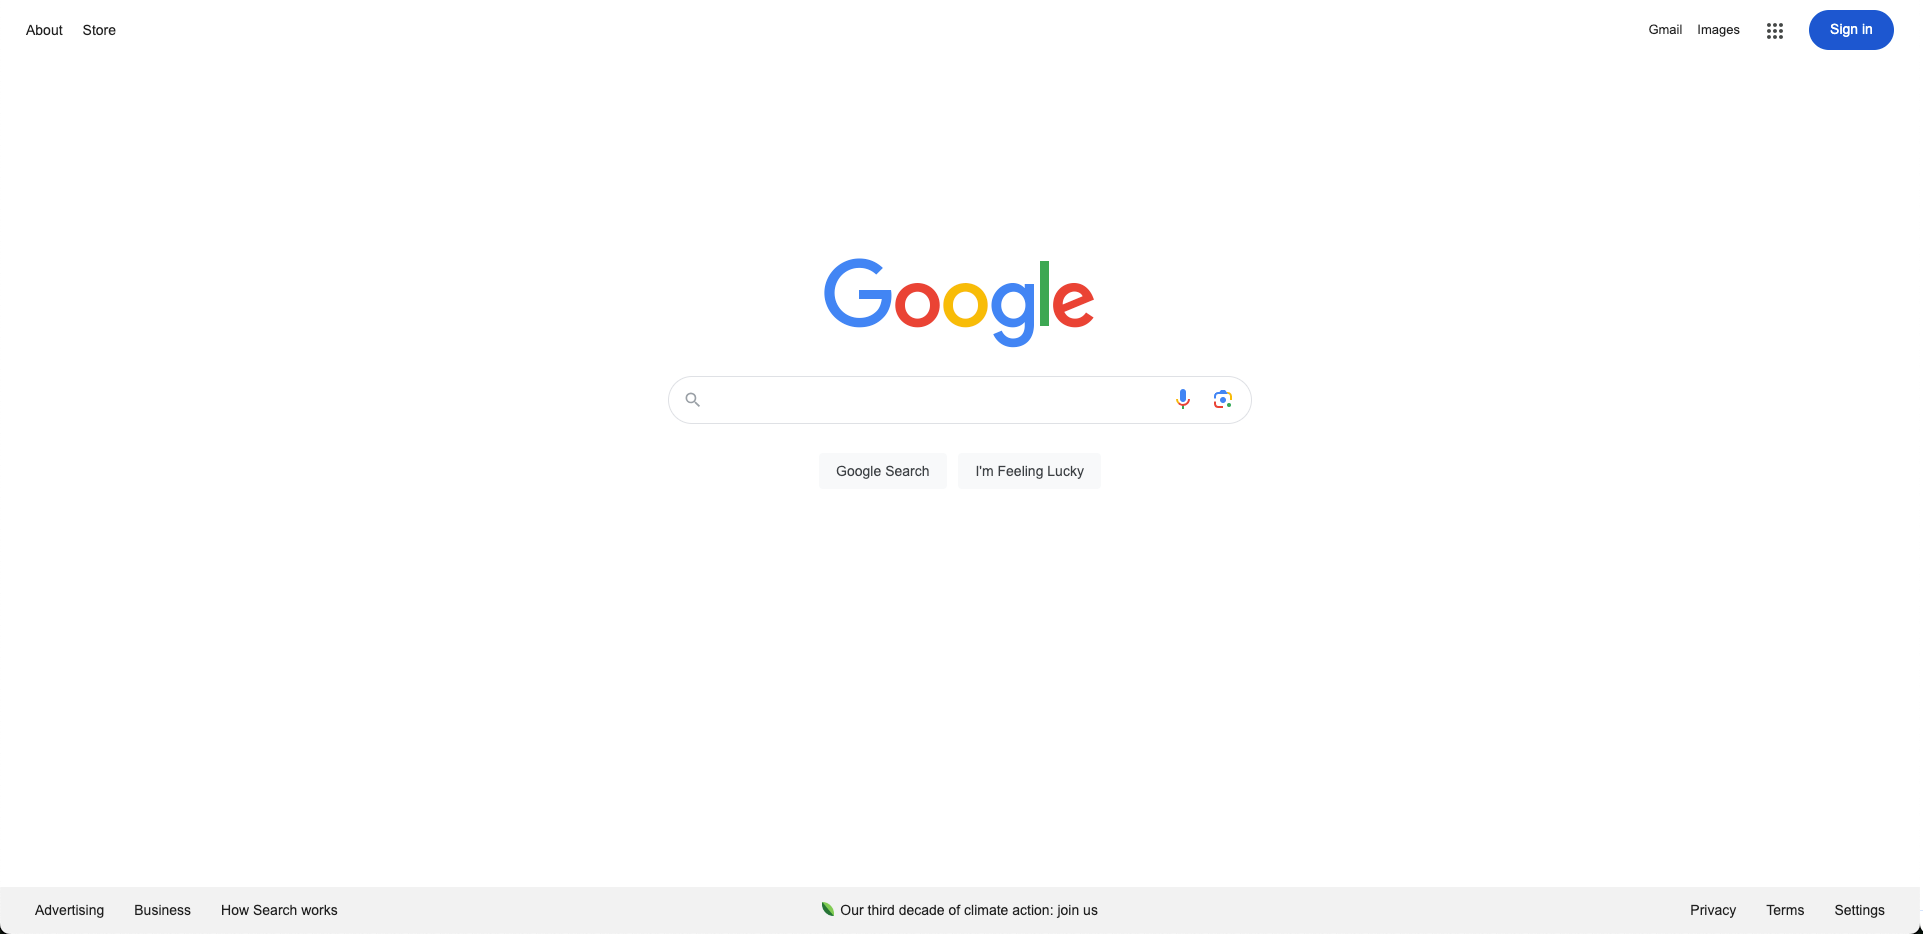 About Store Gmail Images Sign in
Google
Google Search I'm Feeling Lucky
Advertising Business How Search works Our third decade of climate action: join us Privacy Terms Settings